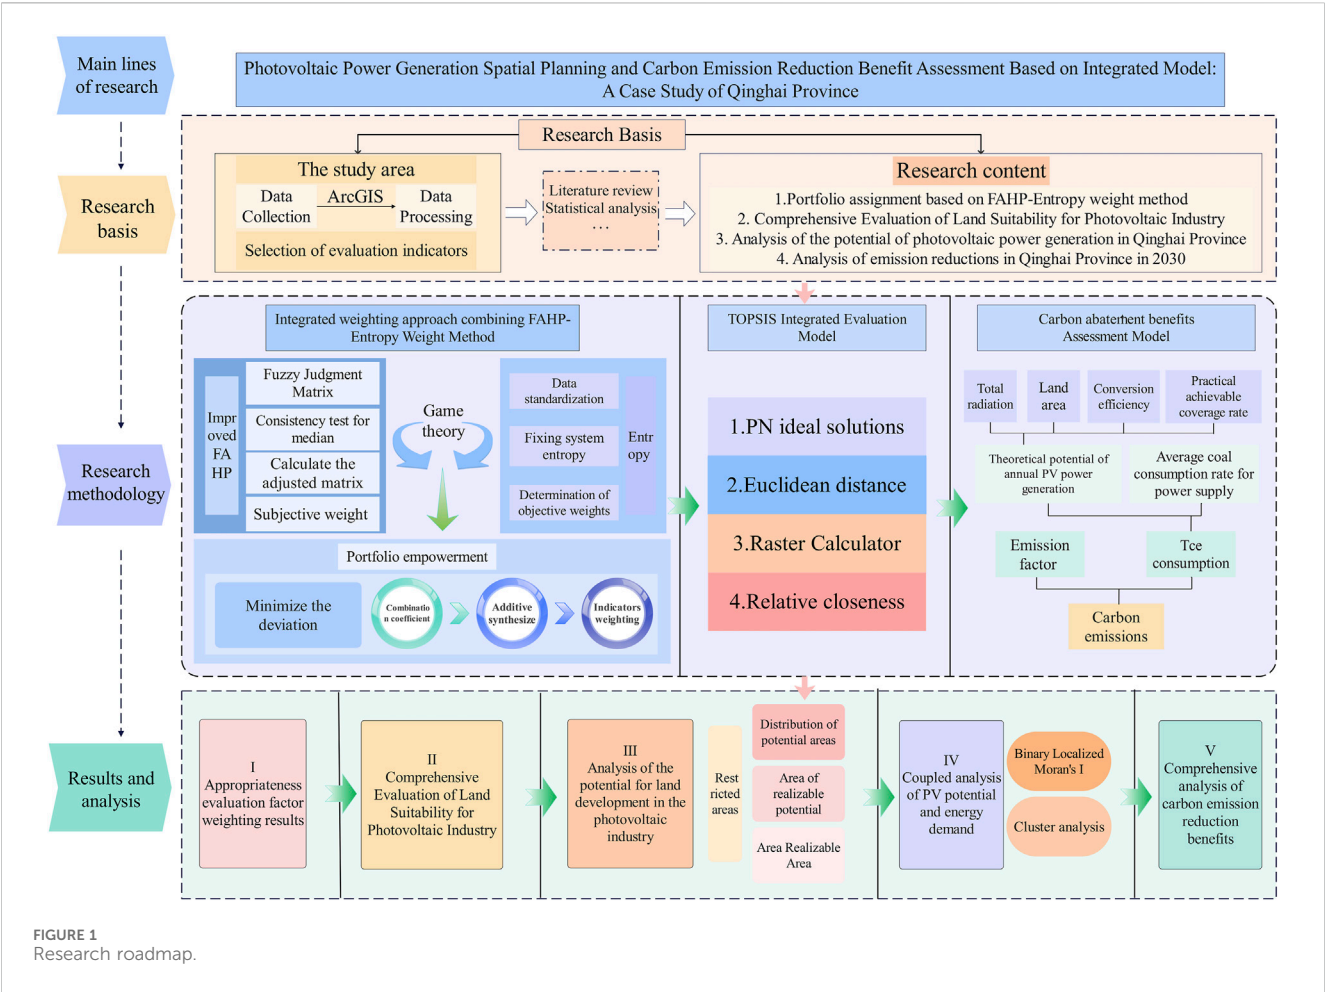 Main lines
of research
Photovoltaic Power Generation Spatial Planning and Carbon Emission Reduction Benefit Assessment Based on Integrated Model:
A Case Study of Qinghai Province
Research
basis
Research Basis
The study area
Data
Collection
ArcGIS
Data
Processing
Selection of evaluation indicators
Literature review
Statistical analysis
...
Research content
1.Portfolio assignment based on FAHP-Entropy weight method
2. Comprehensive Evaluation of Land Suitability for Photovoltaic Industry
3. Analysis of the potential of photovoltaic power generation in Qinghai Province
4. Analysis of emission reductions in Qinghai Province in 2030
Research
methodology
Integrated weighting approach combining FAHP-
Entropy Weight Method
Impr
oved
FA
HP
Fuzzy Judgment
Matrix
Consistency test for
median
Calculate the
adjusted matrix
Subjective weight
Game
theory
Data
standardization
Fixing system
entropy
Determination of
objective weights
Entr
opy
Portfolio empowerment
Minimize the
deviation
Combinatio
n coefficient
Additive
synthesize
Indicators
weighting
TOPSIS Integrated Evaluation
Model
1.PN ideal solutions
2.Euclidean distance
3.Raster Calculator
4.Relative closeness
Carbon abatement benefits
Assessment Model
Total
radiation
Land
area
Conversion
efficiency
Practical
achievable
coverage rate
Theoretical potential of
annual PV power
generation
Average coal
consumption rate for
power supply
Emission
factor
Tce
consumption
Carbon
emissions
Results and
analysis
I
Appropriateness
evaluation factor
weighting results
II
Comprehensive
Evaluation of Land
Suitability for
Photovoltaic Industry
III
Analysis of the
potential for land
development in the
photovoltaic
industry
Rest
ricted
areas
Distribution of
potential areas
Area of
realizable
potential
Area Realizable
Area
IV
Coupled analysis
of PV potential
and energy
demand
Binary Localized
Moran's I
Cluster analysis
V
Comprehensive
analysis of
carbon emission
reduction
benefits
FIGURE 1
Research roadmap.